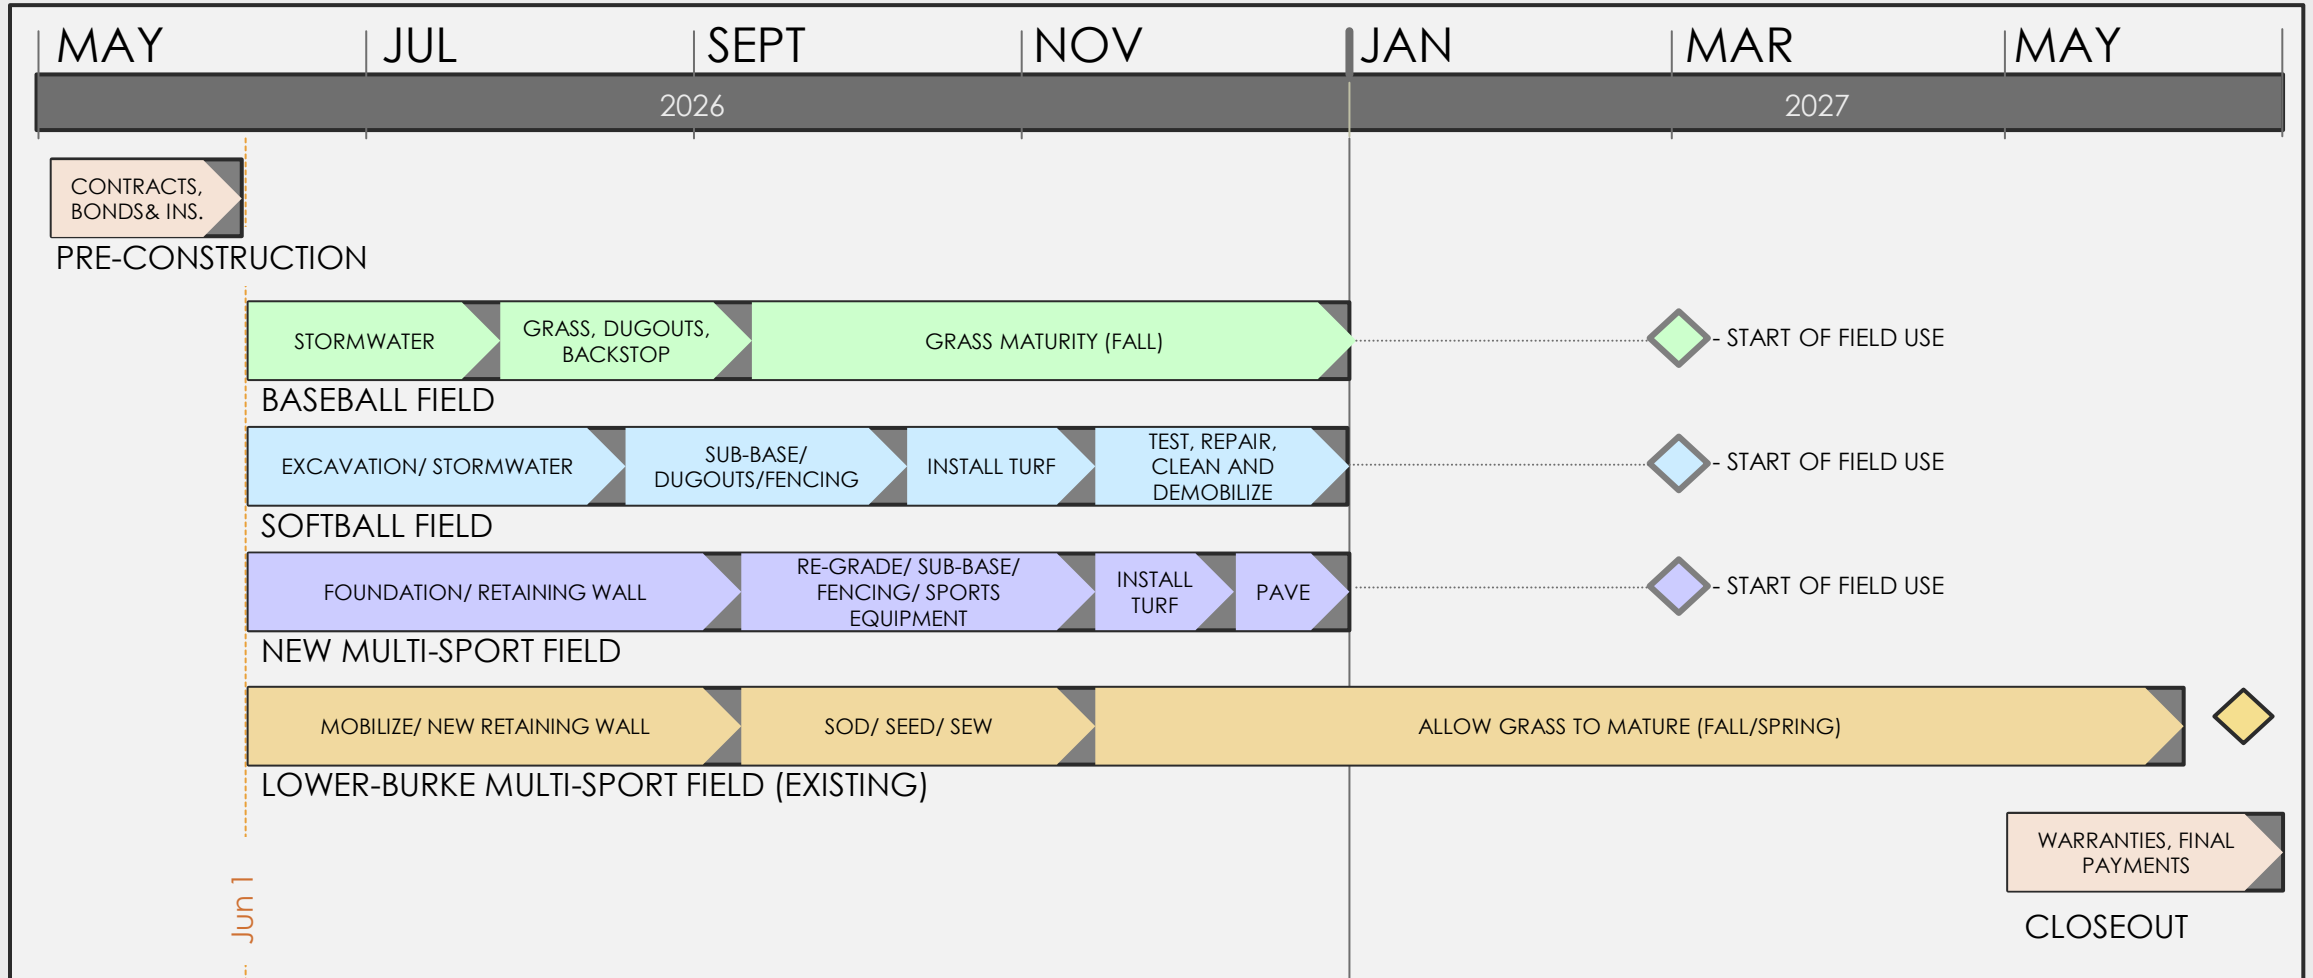 MAY
JUL
SEPT
NOV
JAN
MAR
MAY
2026
2027
CONTRACTS,
BONDS& INS.
PRE-CONSTRUCTION
STORMWATER
GRASS, DUGOUTS,
BACKSTOP
GRASS MATURITY (FALL)
- START OF FIELD USE
BASEBALL FIELD
EXCAVATION/ STORMWATER
SUB-BASE/
DUGOUTS/FENCING
INSTALL TURF
TEST, REPAIR,
CLEAN AND
DEMOBILIZE
- START OF FIELD USE
SOFTBALL FIELD
FOUNDATION/ RETAINING WALL
RE-GRADE/ SUB-BASE/
FENCING/ SPORTS
EQUIPMENT
INSTALL
TURF
PAVE
- START OF FIELD USE
NEW MULTI-SPORT FIELD
MOBILIZE/ NEW RETAINING WALL
SOD/ SEED/ SEW
ALLOW GRASS TO MATURE (FALL/SPRING)
LOWER-BURKE MULTI-SPORT FIELD (EXISTING)
WARRANTIES, FINAL
PAYMENTS
CLOSEOUT
Jun 1